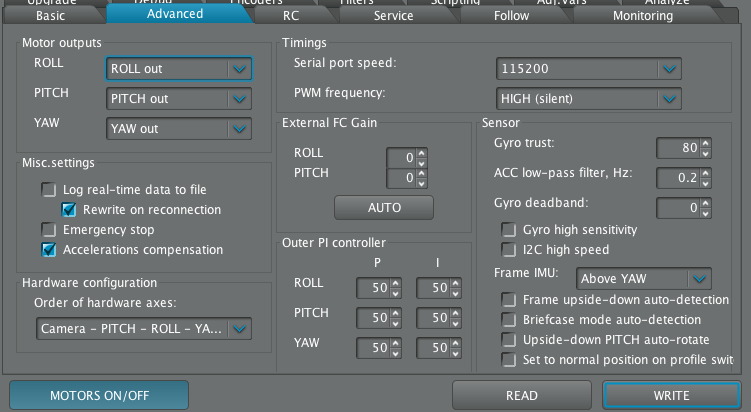 Upgrade Debug Encoders Filters Scripting Adj.Vars Analyze
Basic Advanced RC Service Follow Monitoring
Motor outputs
ROLL ROLL out
PITCH PITCH out
YAW YAW out
Misc.settings
Log real-time data to file
Rewrite on reconnection
Emergency stop
Accelerations compensation
Hardware configuration
Order of hardware axes:
Camera – PITCH – ROLL – YA...
Timings
Serial port speed: 115200
PWM frequency: HIGH (silent)
External FC Gain
ROLL 0
PITCH 0
AUTO
Outer PI controller
P I
ROLL 50 50
PITCH 50 50
YAW 50 50
Sensor
Gyro trust: 80
ACC low-pass filter, Hz: 0.2
Gyro deadband: 0
Gyro high sensitivity
I2C high speed
Frame IMU: Above YAW
Frame upside-down auto-detection
Briefcase mode auto-detection
Upside-down PITCH auto-rotate
Set to normal position on profile swit
MOTORS ON/OFF READ WRITE